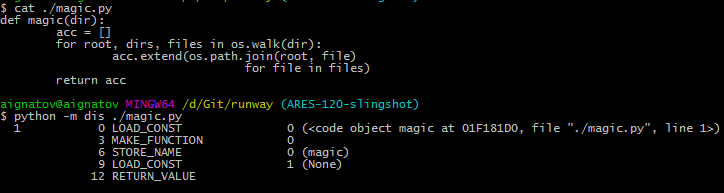 $ cat ./magic.py
def magic(dir):
        acc = []
        for root, dirs, files in os.walk(dir):
                acc.extend(os.path.join(root, file)
                                   for file in files)
        return acc
aignatov@aignatov MINGW64 /d/Git/runway (ARES-120-slingshot)
$ python -m dis ./magic.py
  1           0 LOAD_CONST               0 (<code object magic at 01F181D0, file "./magic.py", line 1>)
              3 MAKE_FUNCTION            0
              6 STORE_NAME               0 (magic)
              9 LOAD_CONST               1 (None)
             12 RETURN_VALUE